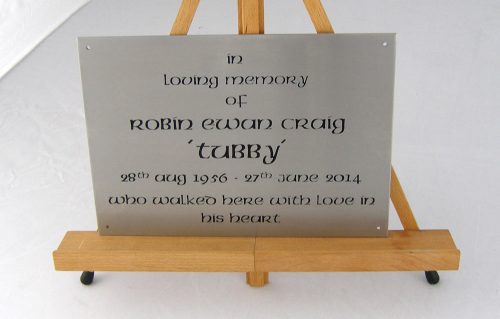 in
loving memory
of
Robin Ewan Craig
'TUBBY'
28th Aug 1956 - 27th June 2014
who walked here with love in
his heart